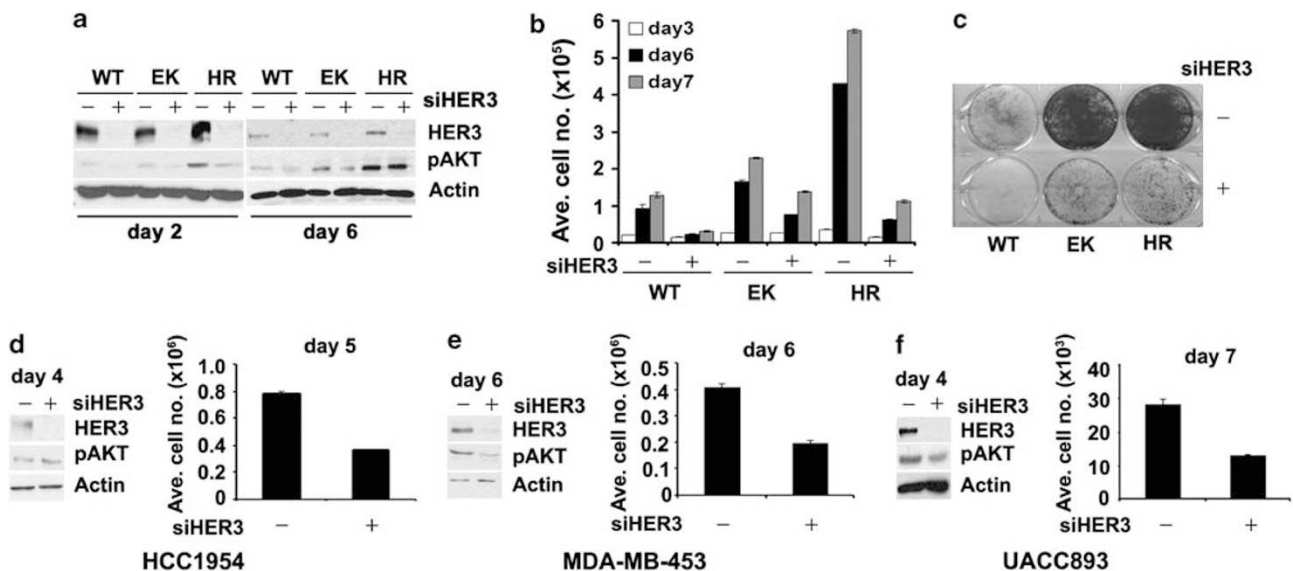 a
WT EK HR WT EK HR
− + − + − + − + − + − + siHER3
HER3
pAKT
Actin
day 2 day 6
b
Ave. cell no. (x10⁵)
6
5
4
3
2
1
0
day3
day6
day7
siHER3 − + − + − +
WT EK HR
c
siHER3
−
+
WT EK HR
d
day 4
− + siHER3
HER3
pAKT
Actin
day 5
Ave. cell no. (x10⁶)
1.0
0.8
0.6
0.4
0.2
0
siHER3 − +
HCC1954
e
day 6
− + siHER3
HER3
pAKT
Actin
day 6
Ave. cell no. (x10⁶)
0.5
0.4
0.3
0.2
0.1
0
siHER3 − +
MDA-MB-453
f
day 4
− + siHER3
HER3
pAKT
Actin
day 7
Ave. cell no. (x10³)
40
30
20
10
0
siHER3 − +
UACC893